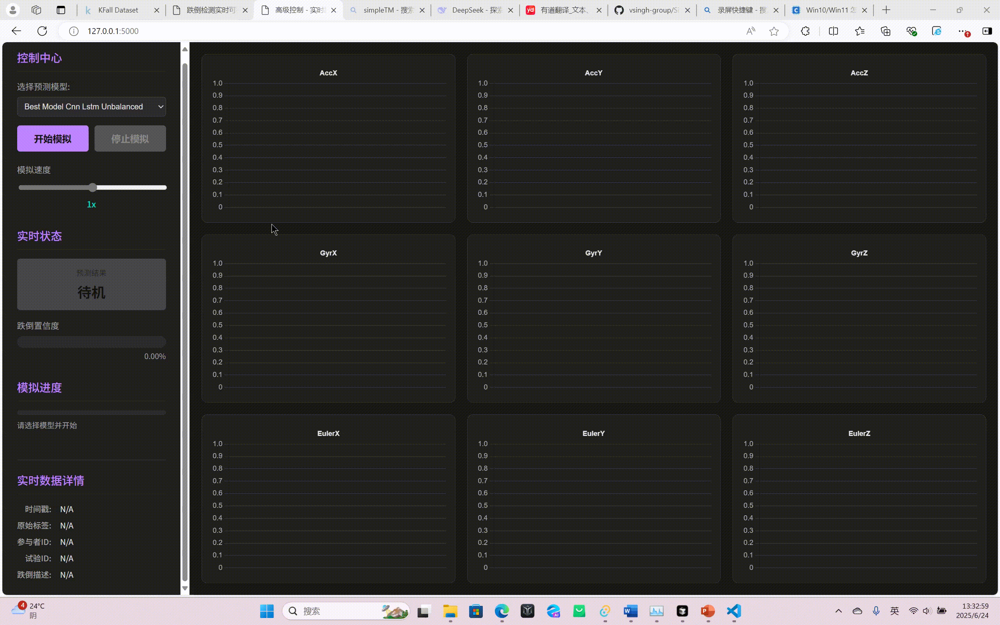 KFall Dataset
跌倒检测实时可
高级控制 - 实时
simpleTM - 搜索
DeepSeek - 探索
有道翻译_文本、
vsingh-group/Si
录屏快捷键 - 搜
Win10/Win11 怎
127.0.0.1:5000
控制中心
选择预测模型:
Best Model Cnn Lstm Unbalanced
开始模拟
停止模拟
模拟速度
1x
实时状态
预测结果
待机
跌倒置信度
0.00%
模拟进度
请选择模型并开始
实时数据详情
时间戳: N/A
原始标签: N/A
参与者ID: N/A
试验ID: N/A
跌倒描述: N/A
AccX
1.0
0.9
0.8
0.7
0.6
0.5
0.4
0.3
0.2
0.1
0
AccY
1.0
0.9
0.8
0.7
0.6
0.5
0.4
0.3
0.2
0.1
0
AccZ
1.0
0.9
0.8
0.7
0.6
0.5
0.4
0.3
0.2
0.1
0
GyrX
1.0
0.9
0.8
0.7
0.6
0.5
0.4
0.3
0.2
0.1
0
GyrY
1.0
0.9
0.8
0.7
0.6
0.5
0.4
0.3
0.2
0.1
0
GyrZ
1.0
0.9
0.8
0.7
0.6
0.5
0.4
0.3
0.2
0.1
0
EulerX
1.0
0.9
0.8
0.7
0.6
0.5
0.4
0.3
0.2
0.1
0
EulerY
1.0
0.9
0.8
0.7
0.6
0.5
0.4
0.3
0.2
0.1
0
EulerZ
1.0
0.9
0.8
0.7
0.6
0.5
0.4
0.3
0.2
0.1
0
4
24°C
阴
搜索
英
13:32:59
2025/6/24